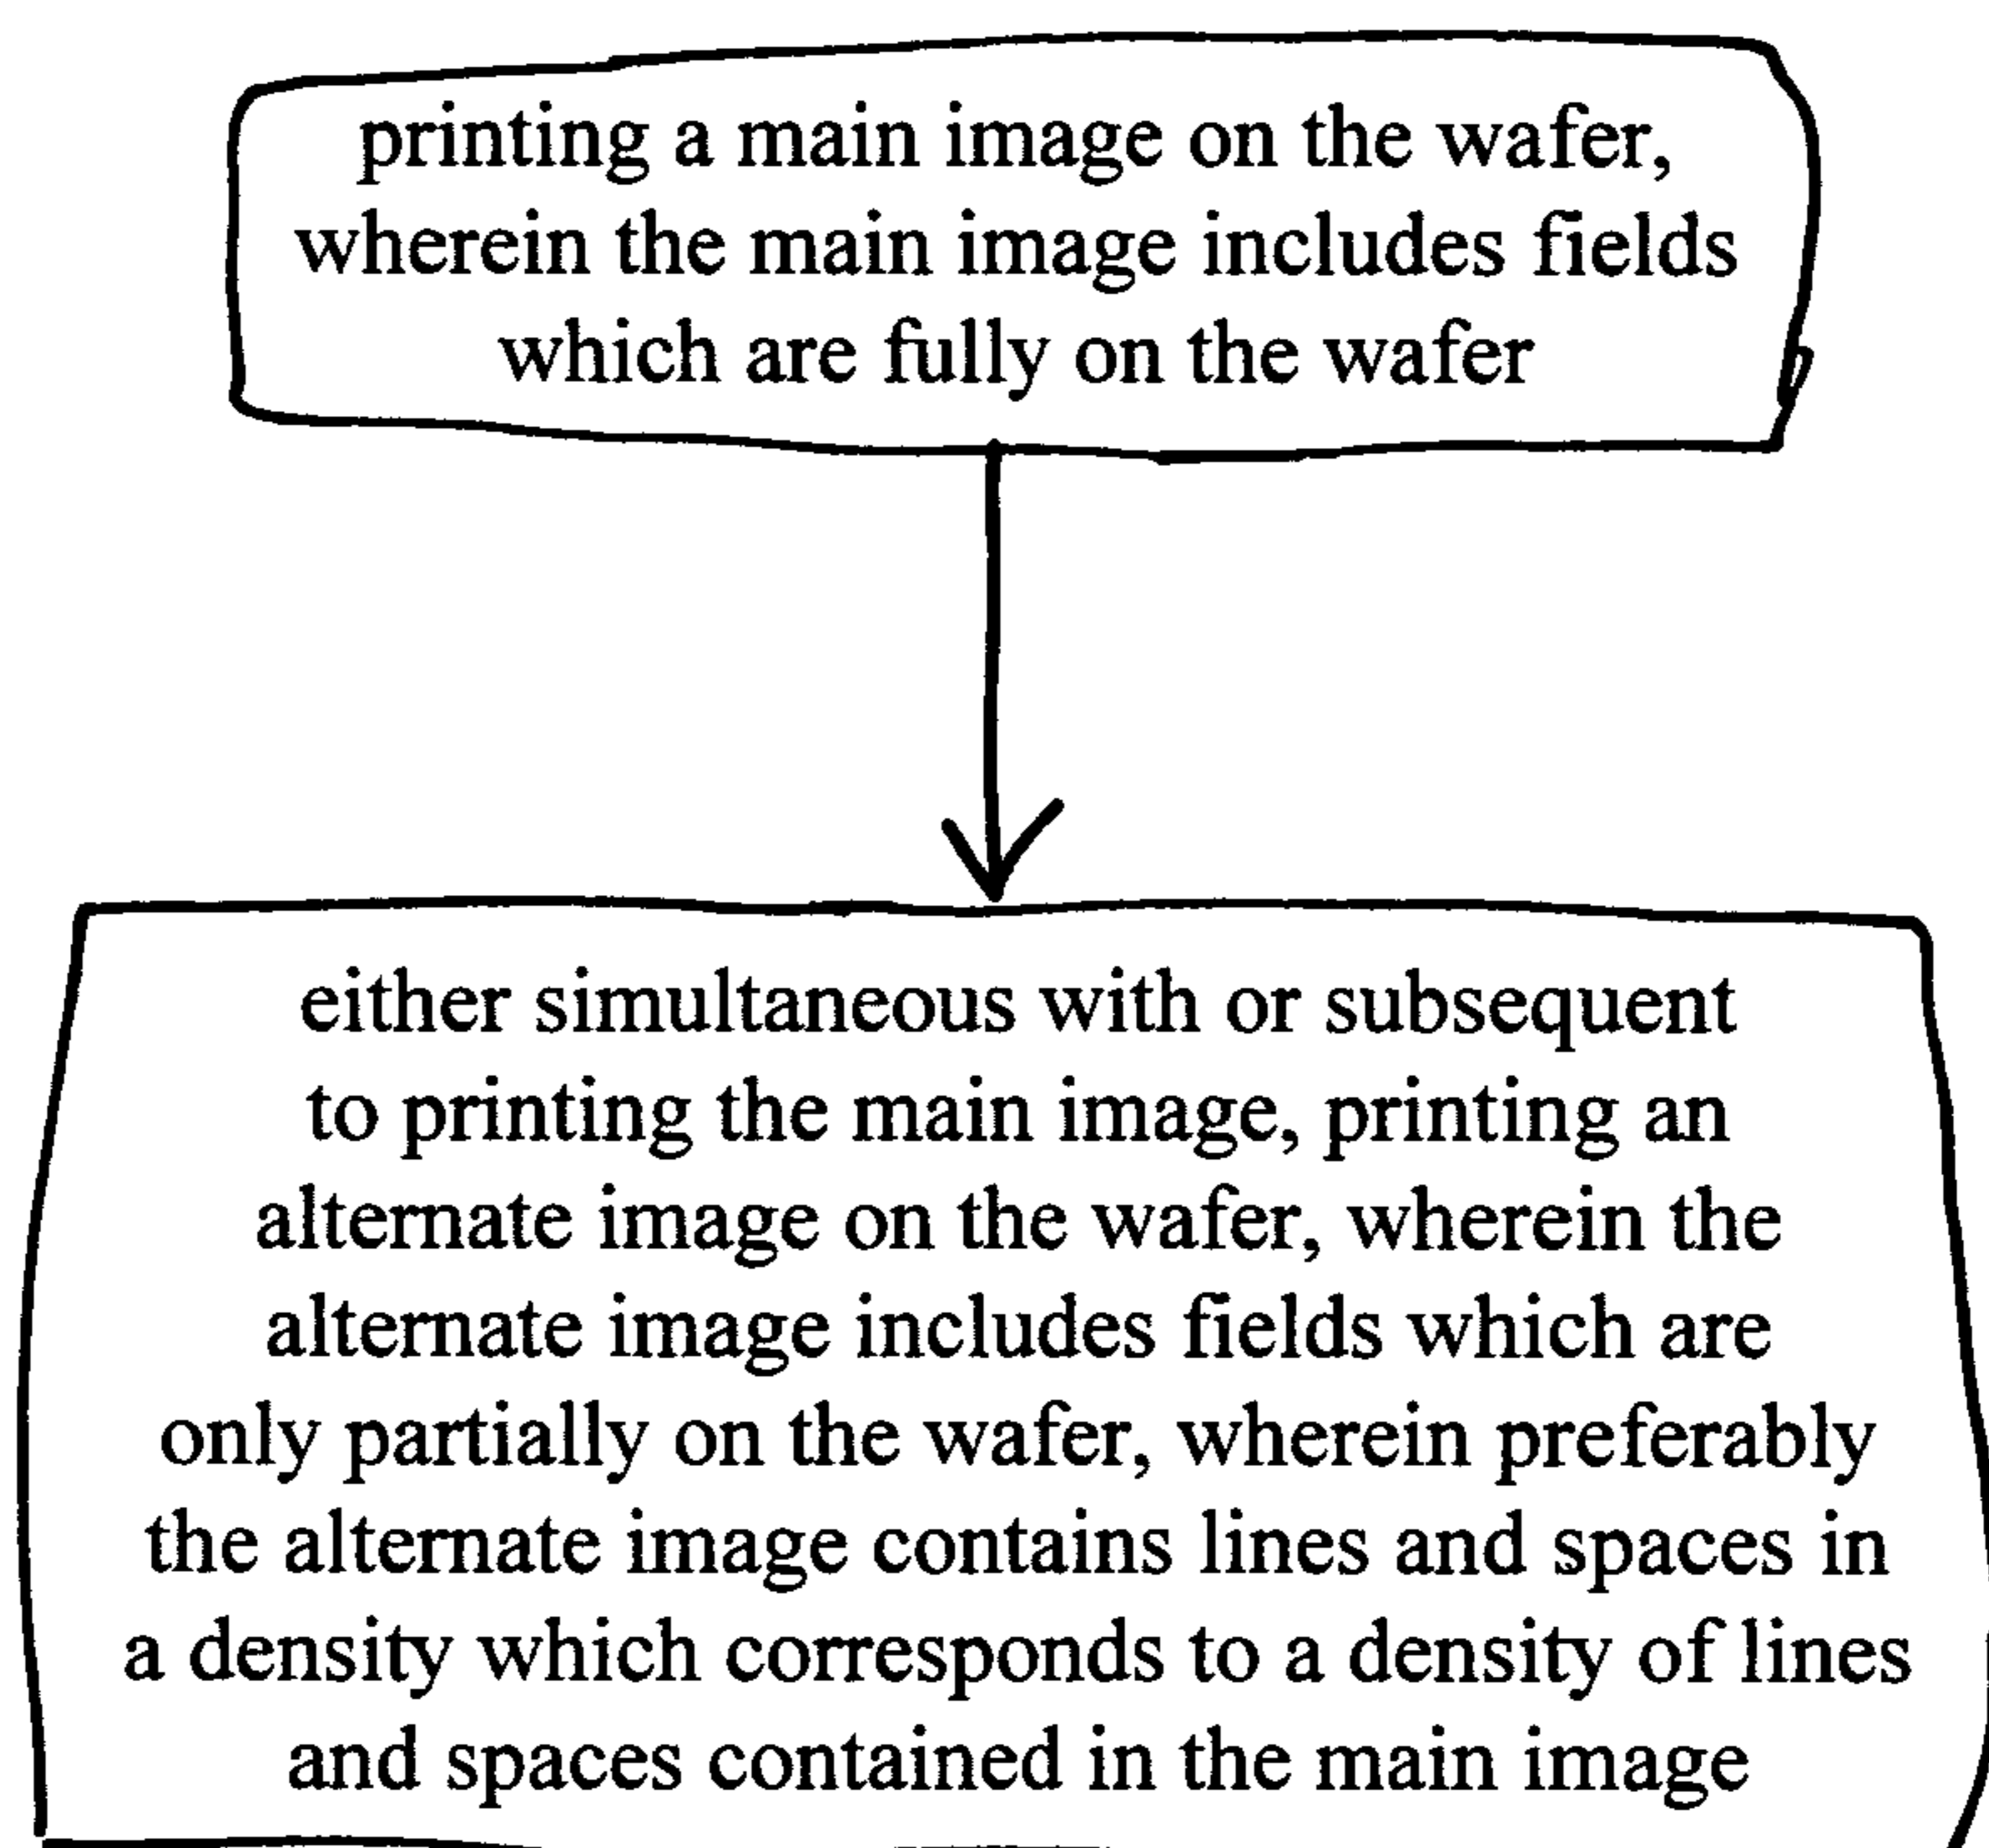 printing a main image on the wafer,
wherein the main image includes fields
which are fully on the wafer
either simultaneous with or subsequent
to printing the main image, printing an
alternate image on the wafer, wherein the
alternate image includes fields which are
only partially on the wafer, wherein preferably
the alternate image contains lines and spaces in
a density which corresponds to a density of lines
and spaces contained in the main image